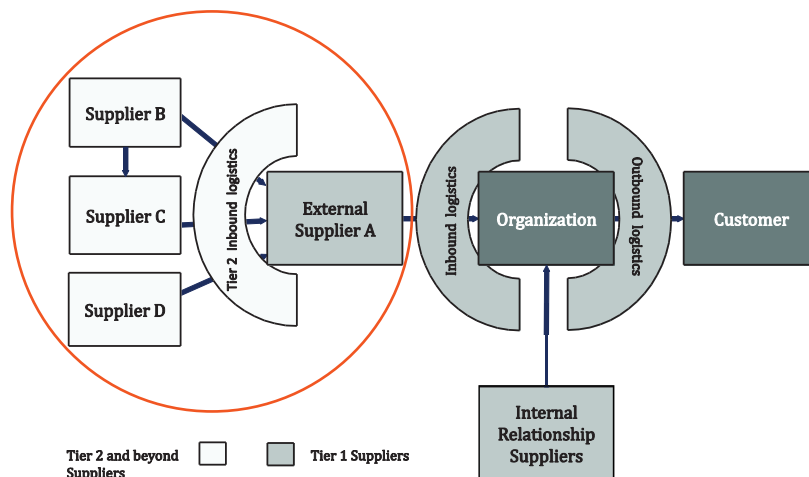 Supplier B
Supplier C
Supplier D
Tier 2 Inbound logistics
External
Supplier A
Inbound logistics
Organization
Outbound
logistics
Customer
Internal
Relationship
Suppliers
Tier 2 and beyond
Suppliers
Tier 1 Suppliers